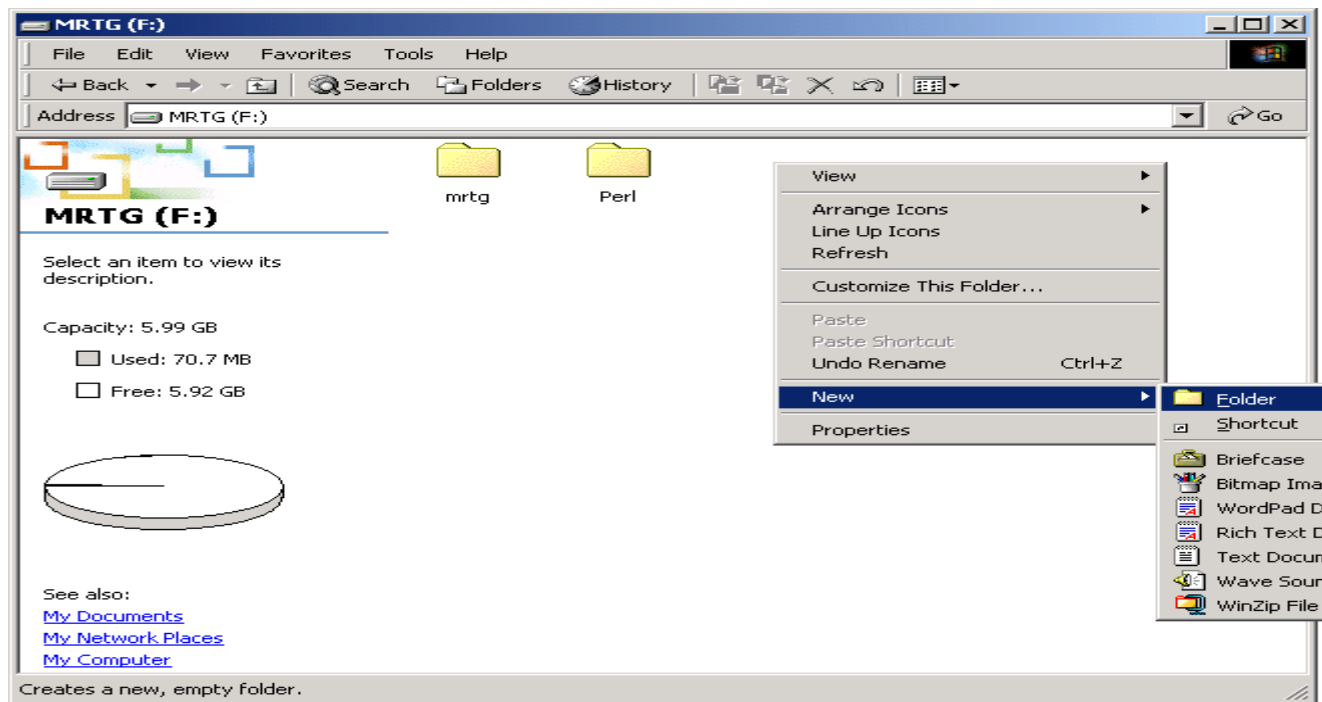 MRTG (F:)
File Edit View Favorites Tools Help
Back Search Folders History
Address MRTG (F:) Go
mrtg Perl
MRTG (F:)
Select an item to view its
description.
Capacity: 5.99 GB
Used: 70.7 MB
Free: 5.92 GB
See also:
My Documents
My Network Places
My Computer
View
Arrange Icons
Line Up Icons
Refresh
Customize This Folder...
Paste
Paste Shortcut
Undo Rename Ctrl+Z
New
Properties
Folder
Shortcut
Briefcase
Bitmap Ima
WordPad D
Rich Text D
Text Docum
Wave Soun
WinZip File
Creates a new, empty folder.